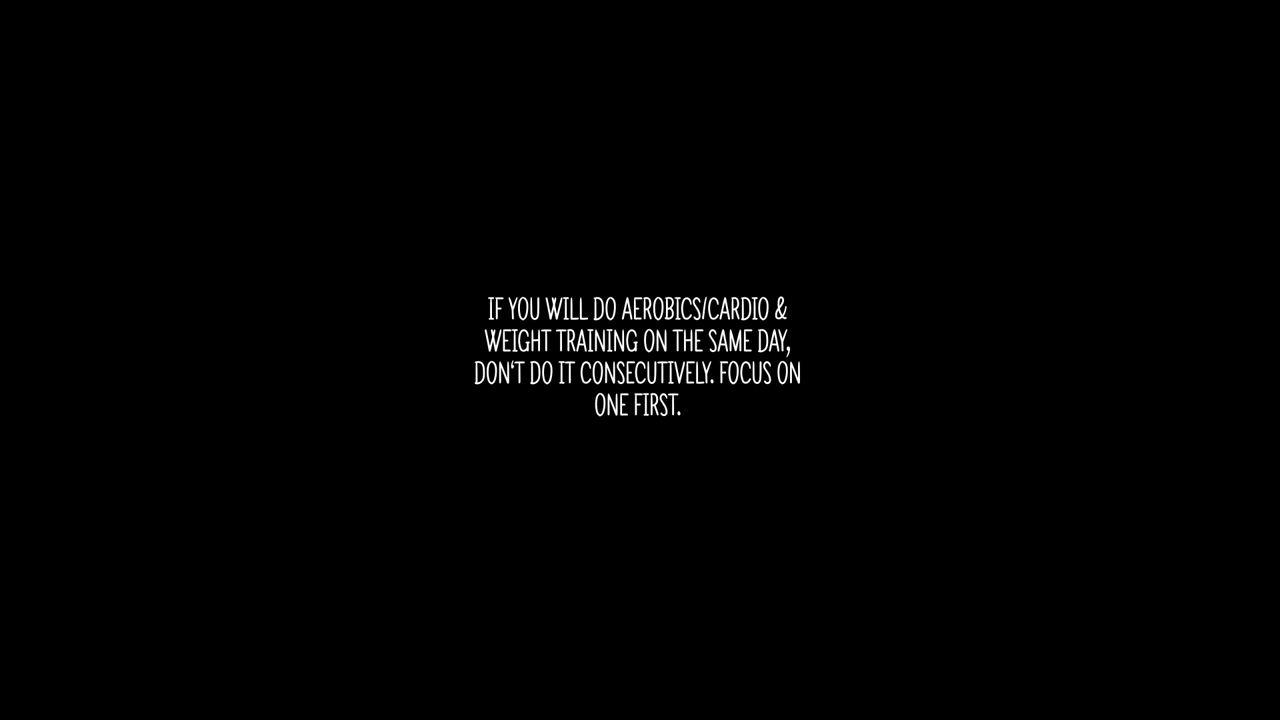 IF YOU WILL DO AEROBICS/CARDIO &
WEIGHT TRAINING ON THE SAME DAY,
DON'T DO IT CONSECUTIVELY. FOCUS ON
ONE FIRST.